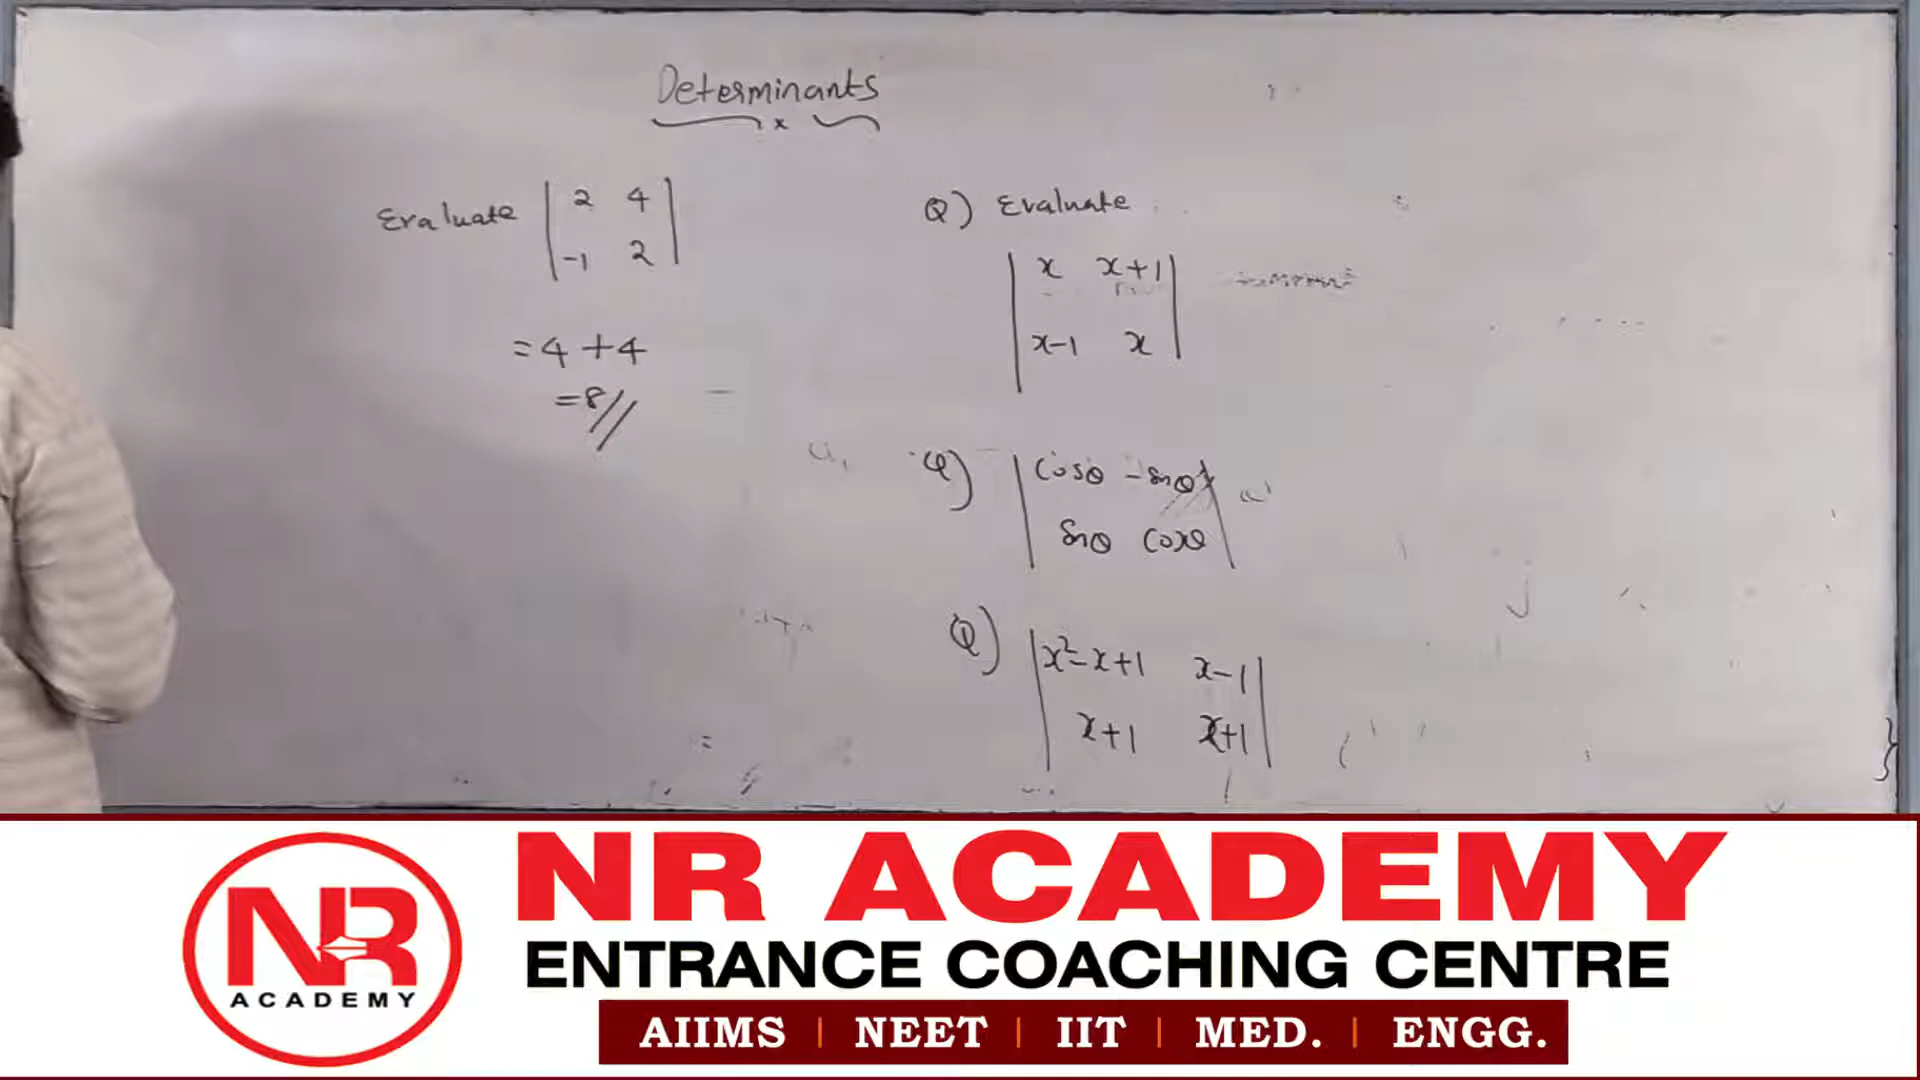 Determinants
Evaluate | 2 4 |
| -1 2 |
= 4 + 4
= 8//
Q) Evaluate
| x x+1 |
| x-1 x |
Q) | cosθ -sinθ |
| sinθ cosθ |
Q) | x²-x+1 x-1 |
| x+1 x+1 |
NR
ACADEMY
NR ACADEMY
ENTRANCE COACHING CENTRE
AIIMS | NEET | IIT | MED. | ENGG.